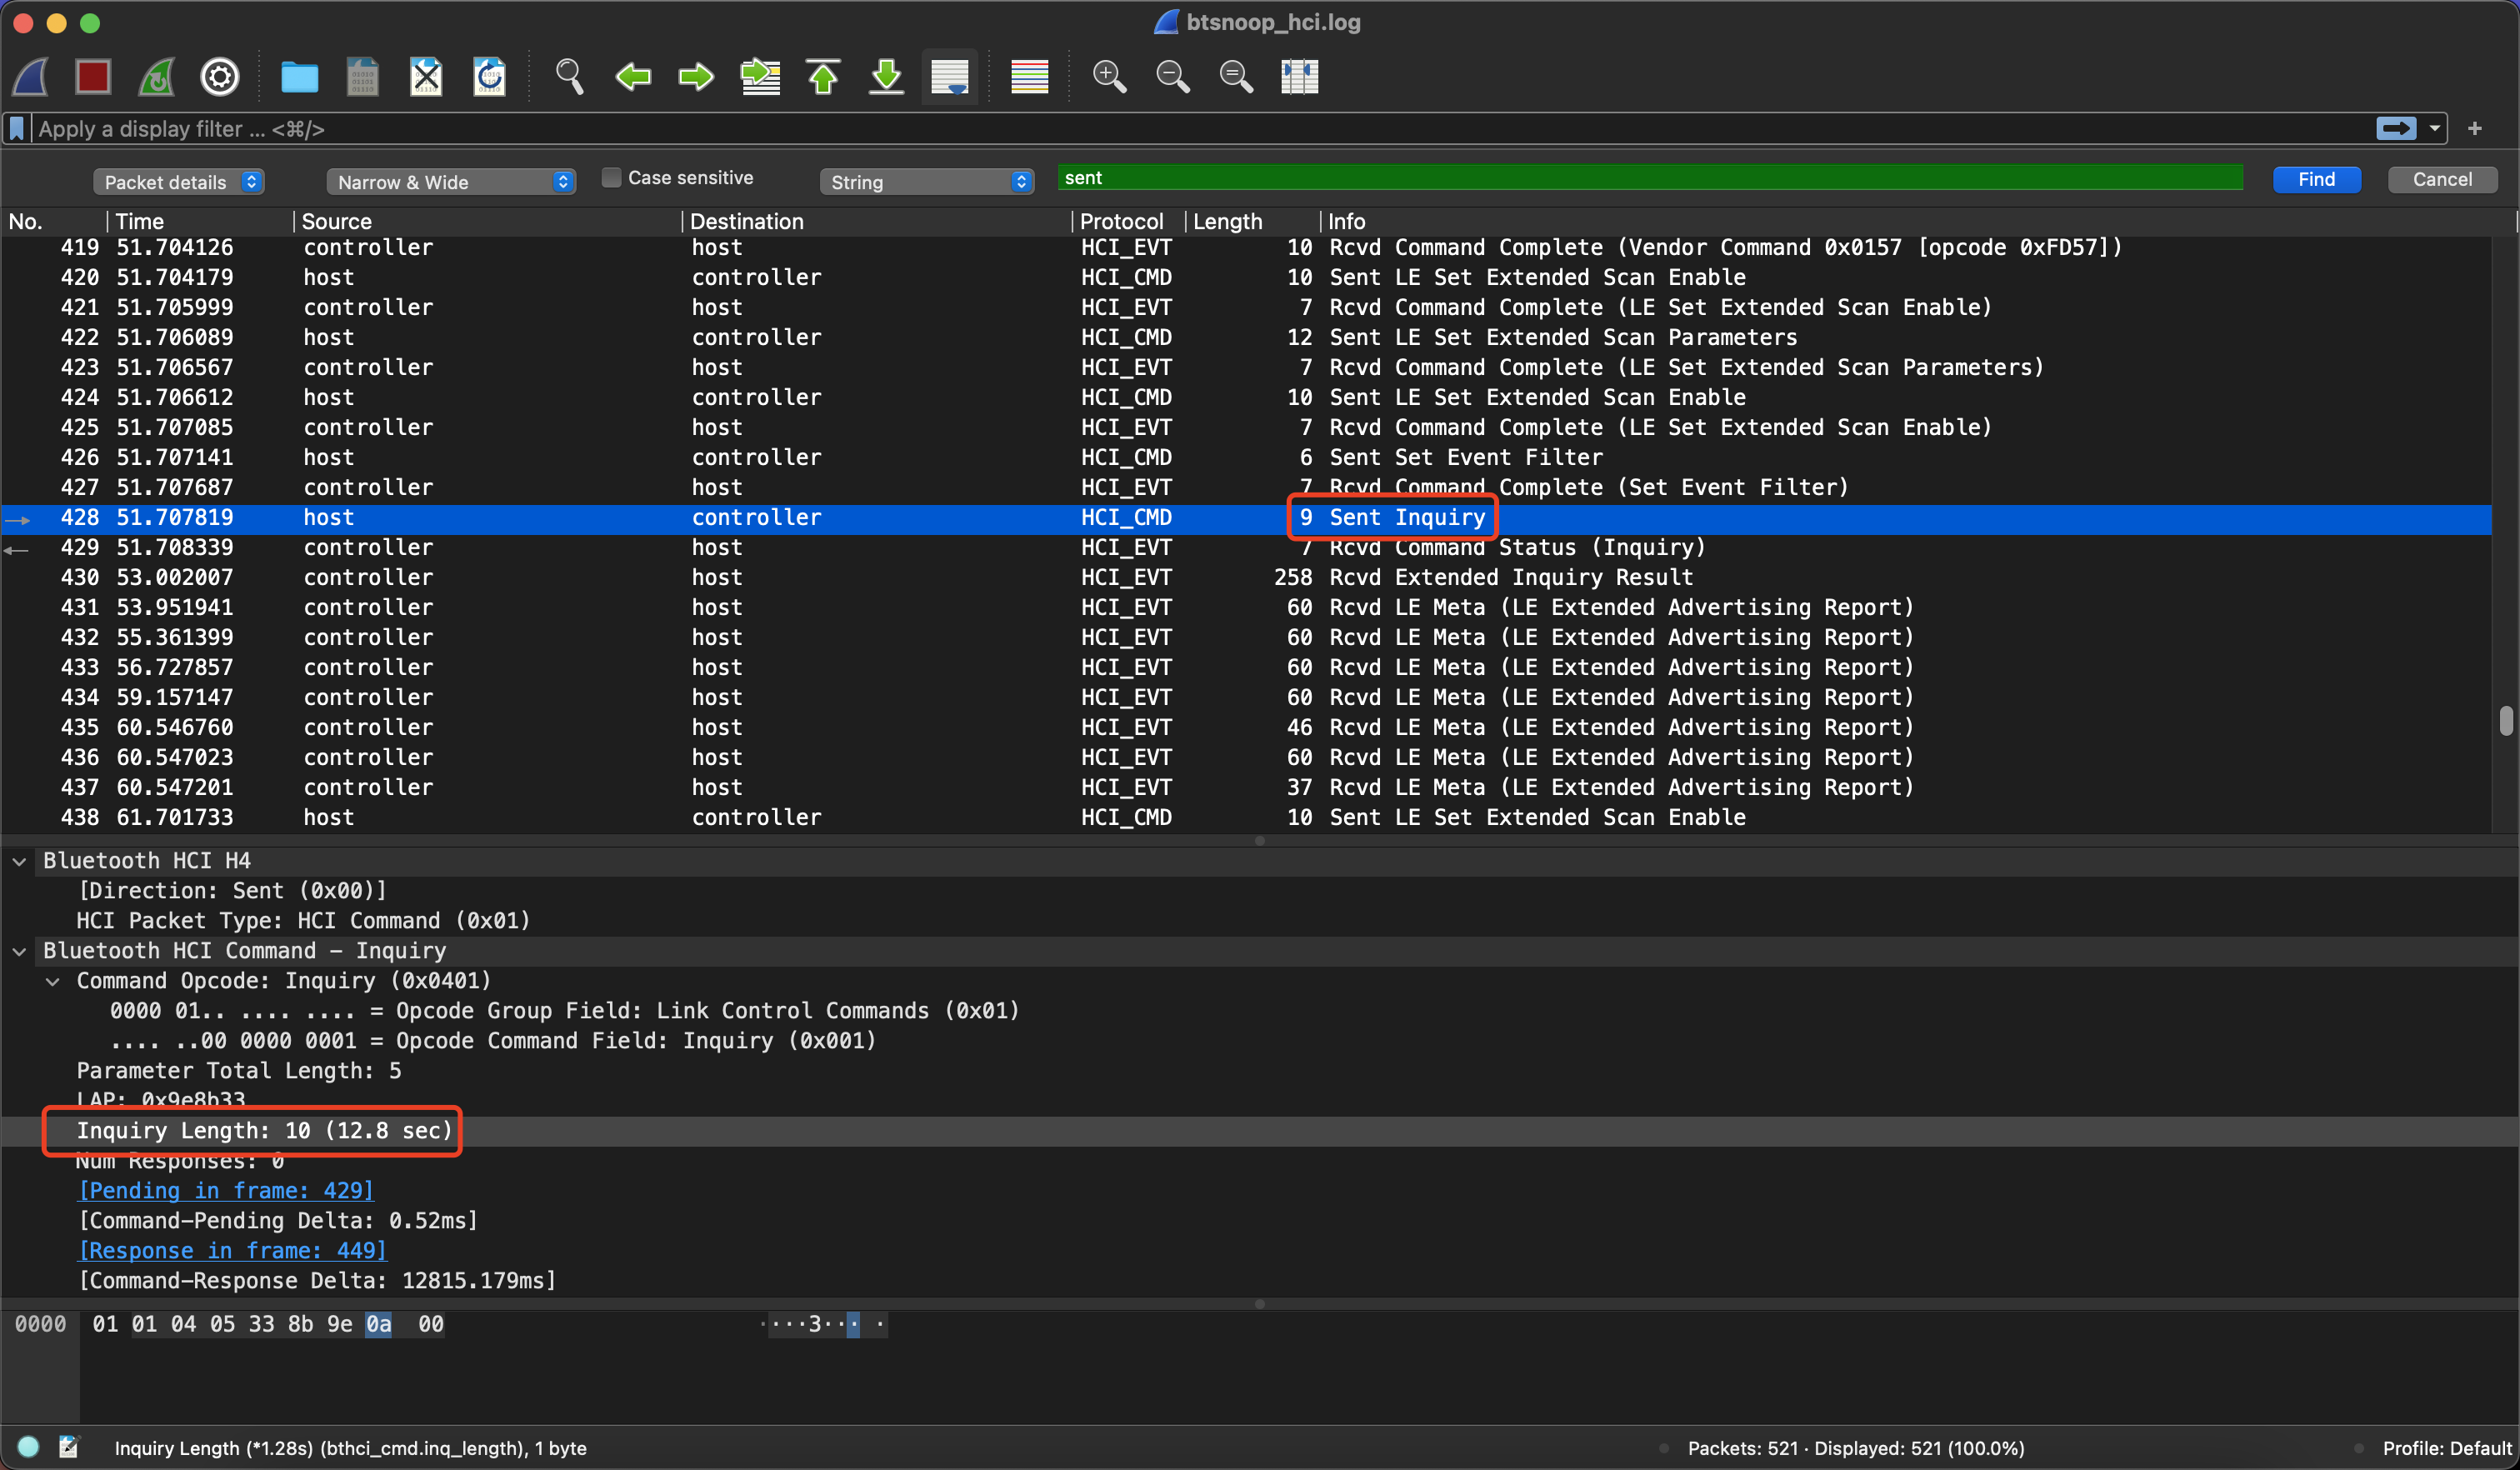 btsnoop_hci.log
Apply a display filter ... <⌘/>
+
Packet details Narrow & Wide Case sensitive String sent Find Cancel
No. Time Source Destination Protocol Length Info
419 51.704126 controller host HCI_EVT 10 Rcvd Command Complete (Vendor Command 0x0157 [opcode 0xFD57])
420 51.704179 host controller HCI_CMD 10 Sent LE Set Extended Scan Enable
421 51.705999 controller host HCI_EVT 7 Rcvd Command Complete (LE Set Extended Scan Enable)
422 51.706089 host controller HCI_CMD 12 Sent LE Set Extended Scan Parameters
423 51.706567 controller host HCI_EVT 7 Rcvd Command Complete (LE Set Extended Scan Parameters)
424 51.706612 host controller HCI_CMD 10 Sent LE Set Extended Scan Enable
425 51.707085 controller host HCI_EVT 7 Rcvd Command Complete (LE Set Extended Scan Enable)
426 51.707141 host controller HCI_CMD 6 Sent Set Event Filter
427 51.707687 controller host HCI_EVT 7 Rcvd Command Complete (Set Event Filter)
428 51.707819 host controller HCI_CMD 9 Sent Inquiry
429 51.708339 controller host HCI_EVT 7 Rcvd Command Status (Inquiry)
430 53.002007 controller host HCI_EVT 258 Rcvd Extended Inquiry Result
431 53.951941 controller host HCI_EVT 60 Rcvd LE Meta (LE Extended Advertising Report)
432 55.361399 controller host HCI_EVT 60 Rcvd LE Meta (LE Extended Advertising Report)
433 56.727857 controller host HCI_EVT 60 Rcvd LE Meta (LE Extended Advertising Report)
434 59.157147 controller host HCI_EVT 60 Rcvd LE Meta (LE Extended Advertising Report)
435 60.546760 controller host HCI_EVT 46 Rcvd LE Meta (LE Extended Advertising Report)
436 60.547023 controller host HCI_EVT 60 Rcvd LE Meta (LE Extended Advertising Report)
437 60.547201 controller host HCI_EVT 37 Rcvd LE Meta (LE Extended Advertising Report)
438 61.701733 host controller HCI_CMD 10 Sent LE Set Extended Scan Enable
Bluetooth HCI H4
[Direction: Sent (0x00)]
HCI Packet Type: HCI Command (0x01)
Bluetooth HCI Command – Inquiry
Command Opcode: Inquiry (0x0401)
0000 01.. .... .... = Opcode Group Field: Link Control Commands (0x01)
.... ..00 0000 0001 = Opcode Command Field: Inquiry (0x001)
Parameter Total Length: 5
LAP: 0x9e8b33
Inquiry Length: 10 (12.8 sec)
Num Responses: 0
[Pending in frame: 429]
[Command–Pending Delta: 0.52ms]
[Response in frame: 449]
[Command–Response Delta: 12815.179ms]
0000 01 01 04 05 33 8b 9e 0a 00 ····3··· ·
Inquiry Length (*1.28s) (bthci_cmd.inq_length), 1 byte Packets: 521 · Displayed: 521 (100.0%) Profile: Default